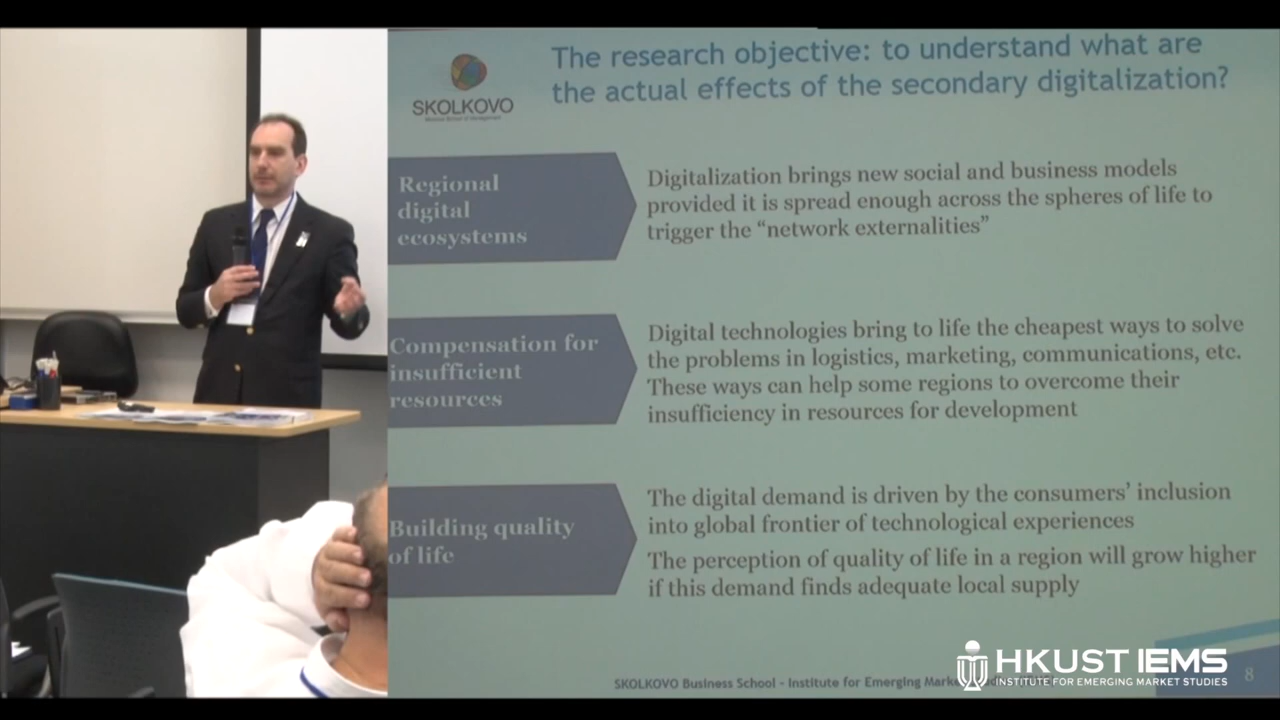 The research objective: to understand what are
the actual effects of the secondary digitalization?
SKOLKOVO
Regional
digital
ecosystems
Digitalization brings new social and business models
provided it is spread enough across the spheres of life to
trigger the “network externalities”
Compensation for
insufficient
resources
Digital technologies bring to life the cheapest ways to solve
the problems in logistics, marketing, communications, etc.
These ways can help some regions to overcome their
insufficiency in resources for development
Building quality
of life
The digital demand is driven by the consumers’ inclusion
into global frontier of technological experiences
The perception of quality of life in a region will grow higher
if this demand finds adequate local supply
SKOLKOVO Business School - Institute for Emerging
8
HKUST IEMS
INSTITUTE FOR EMERGING MARKET STUDIES